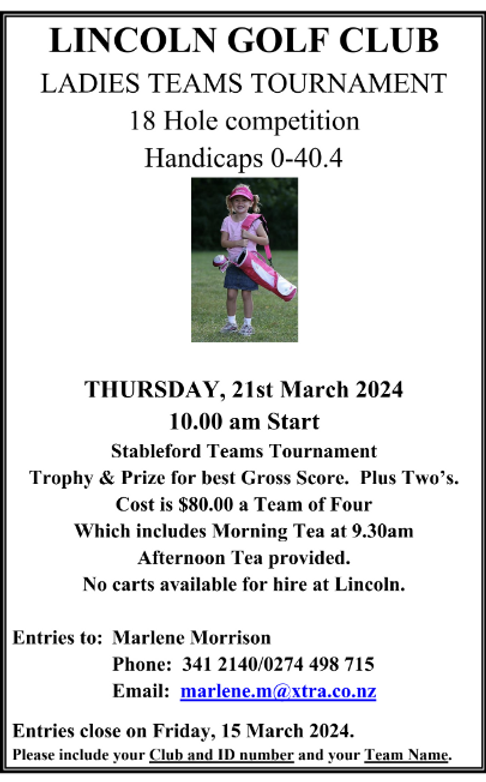 LINCOLN GOLF CLUB
LADIES TEAMS TOURNAMENT
18 Hole competition
Handicaps 0-40.4
THURSDAY, 21st March 2024
10.00 am Start
Stableford Teams Tournament
Trophy & Prize for best Gross Score.  Plus Two's.
Cost is $80.00 a Team of Four
Which includes Morning Tea at 9.30am
Afternoon Tea provided.
No carts available for hire at Lincoln.
Entries to:  Marlene Morrison
Phone:  341 2140/0274 498 715
Email:  marlene.m@xtra.co.nz
Entries close on Friday, 15 March 2024.
Please include your Club and ID number and your Team Name.